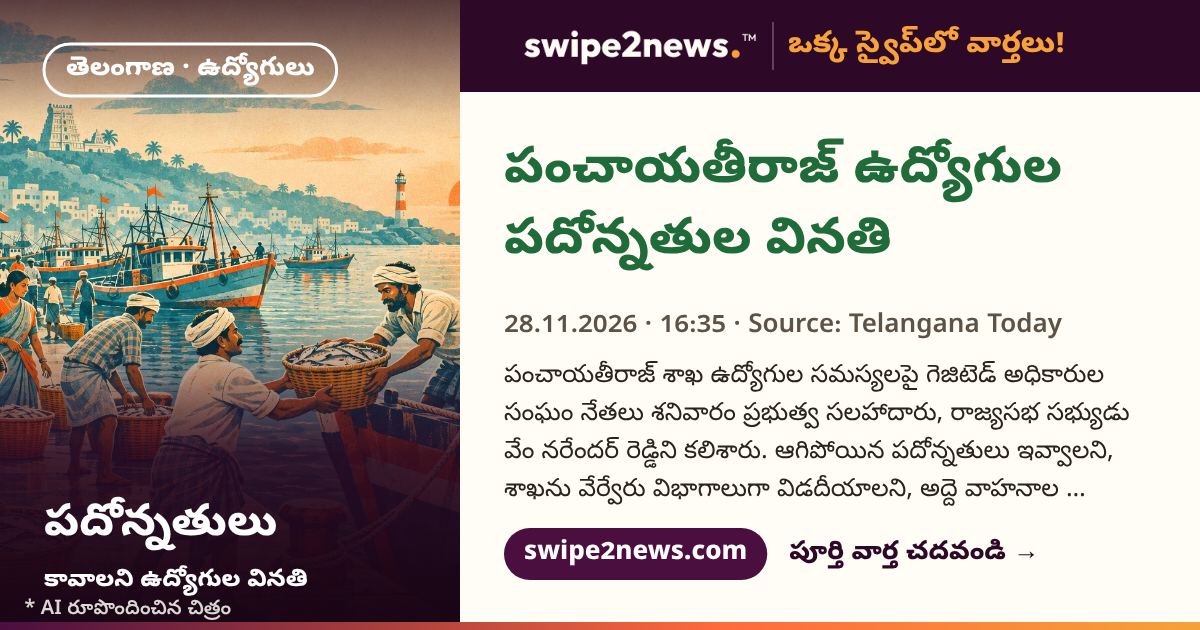 తెలంగాణ · ఉద్యోగులు
పదోన్నతులు
కావాలని ఉద్యోగుల వినతి
* AI రూపొందించిన చిత్రం
swipe2news.™ ఒక్క స్వైప్‌లో వార్తలు!
పంచాయతీరాజ్ ఉద్యోగుల
పదోన్నతుల వినతి
28.11.2026 · 16:35 · Source: Telangana Today
పంచాయతీరాజ్ శాఖ ఉద్యోగుల సమస్యలపై గెజిటెడ్ అధికారుల
సంఘం నేతలు శనివారం ప్రభుత్వ సలహాదారు, రాజ్యసభ సభ్యుడు
వేం నరేందర్ రెడ్డిని కలిశారు. ఆగిపోయిన పదోన్నతులు ఇవ్వాలని,
శాఖను వేర్వేరు విభాగాలుగా విడదీయాలని, అద్దె వాహనాల ...
swipe2news.com పూర్తి వార్త చదవండి →